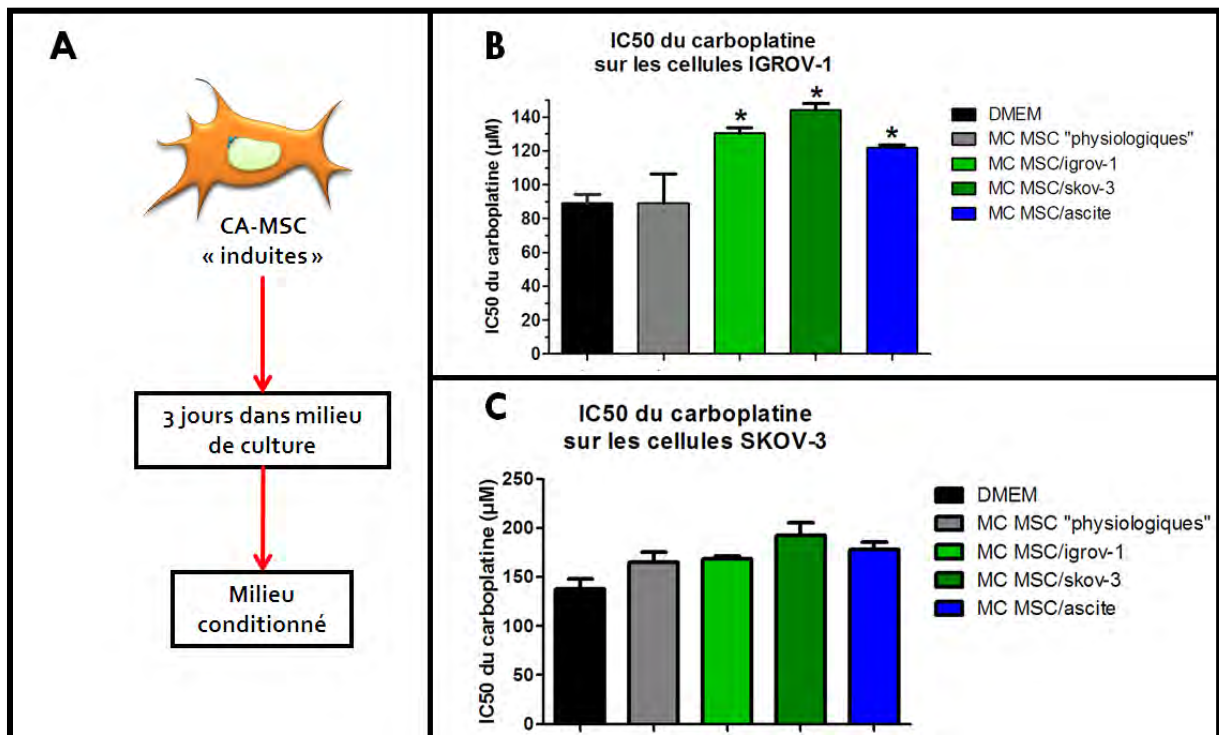 A
CA-MSC
« induites »
3 jours dans milieu
de culture
Milieu
conditionné
B
IC50 du carboplatine
sur les cellules IGROV-1
IC50 du carboplatine (µM)
140
120
100
80
60
40
20
0
*
*
*
DMEM
MC MSC "physiologiques"
MC MSC/igrov-1
MC MSC/skov-3
MC MSC/ascite
C
IC50 du carboplatine
sur les cellules SKOV-3
IC50 du carboplatine (µM)
250
200
150
100
50
0
DMEM
MC MSC "physiologiques"
MC MSC/igrov-1
MC MSC/skov-3
MC MSC/ascite